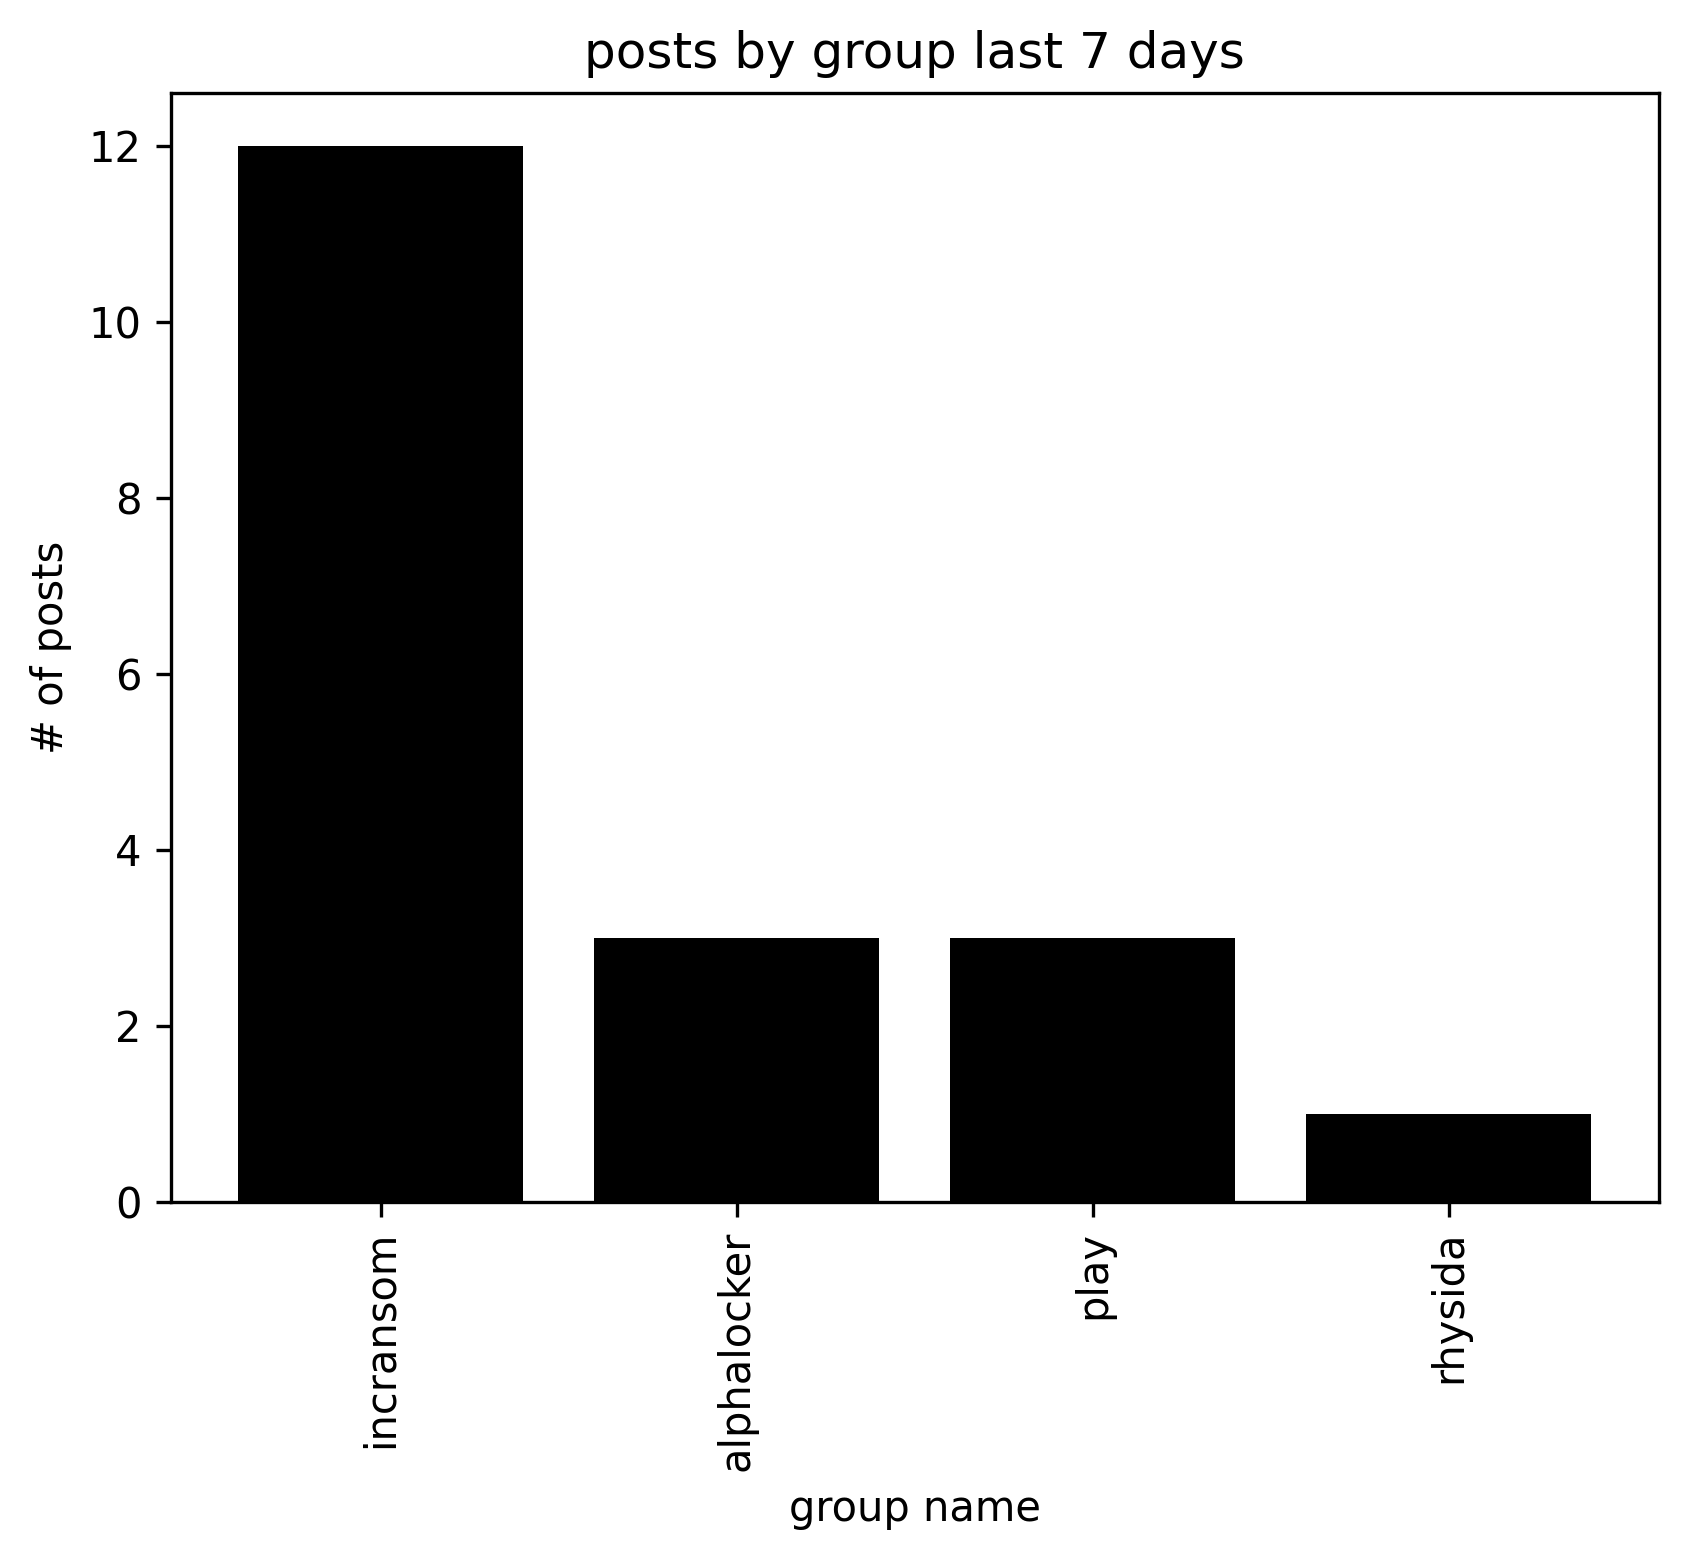 posts by group last 7 days
12
10
8
6
4
2
0
# of posts
incransom
alphalocker
play
rhysida
group name